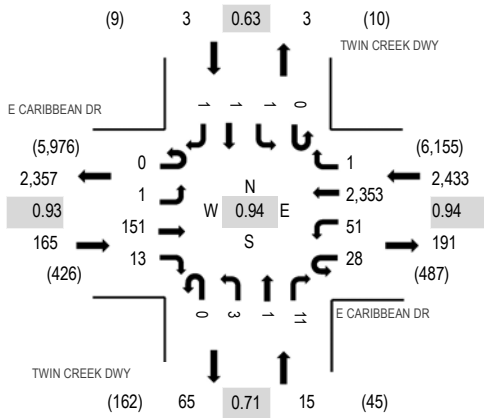 (9) 3 0.63 3 (10)
TWIN CREEK DWY
E CARIBBEAN DR
1 1 1 0
(5,976) (6,155)
0 1
2,357 2,433
1 N 2,353
0.93 W 0.94 E 0.94
151 S 51
165 191
13 28
(426) (487)
0 3 1 11
E CARIBBEAN DR
TWIN CREEK DWY
(162) 65 0.71 15 (45)